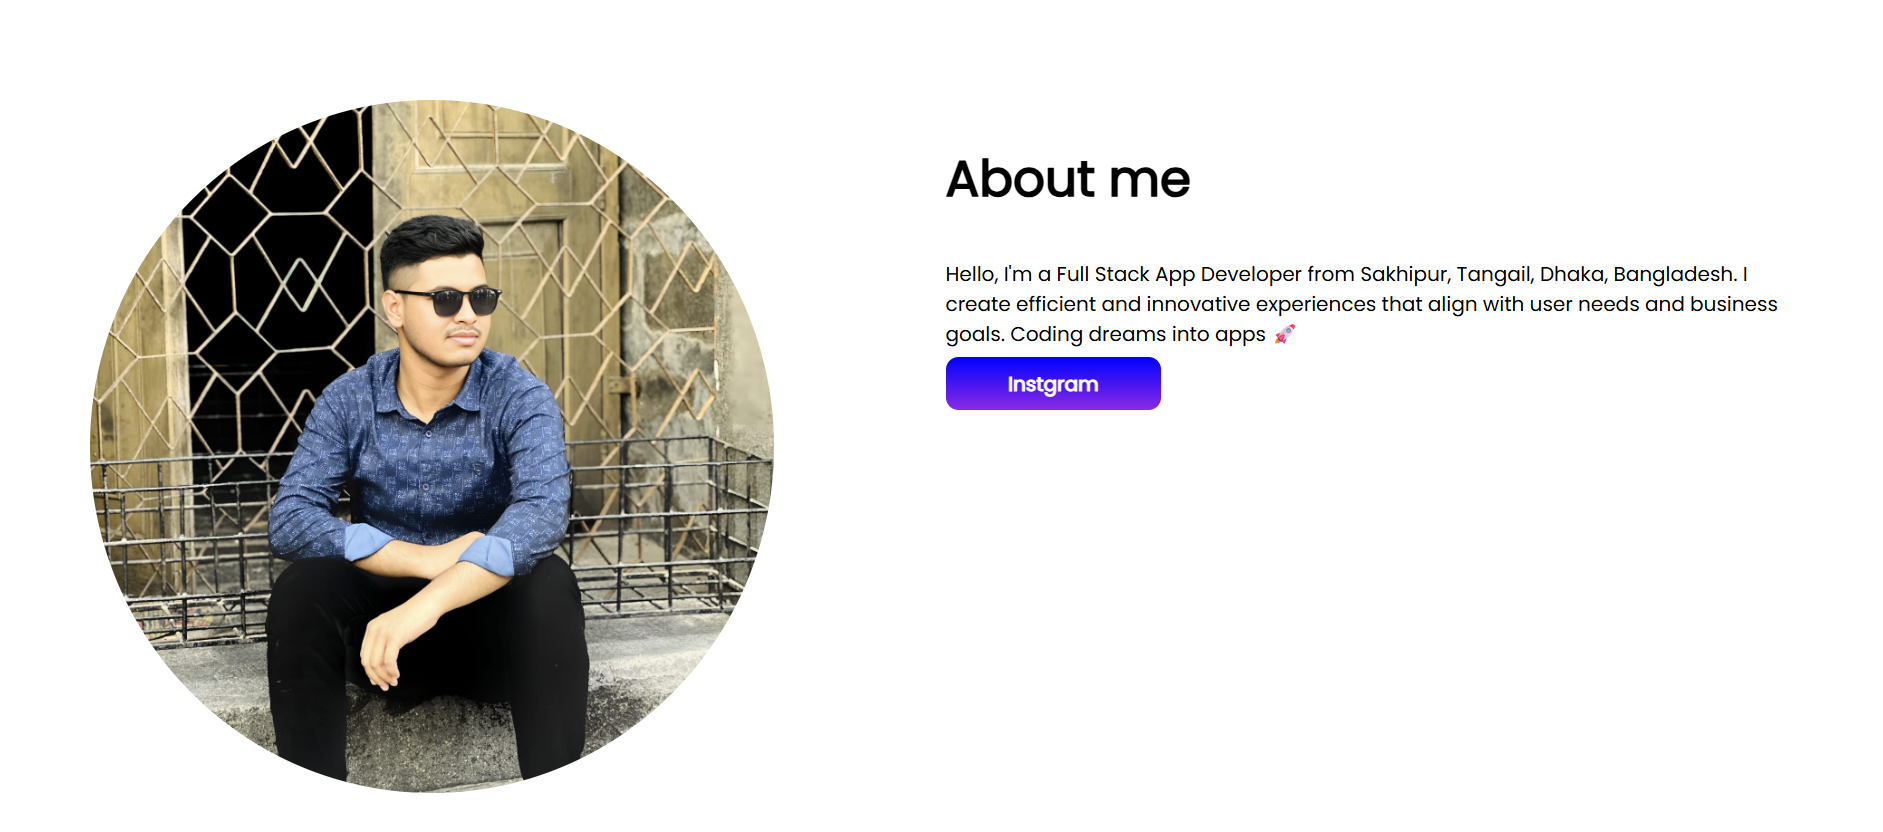 About me
Hello, I'm a Full Stack App Developer from Sakhipur, Tangail, Dhaka, Bangladesh. I
create efficient and innovative experiences that align with user needs and business
goals. Coding dreams into apps 🚀
Instgram